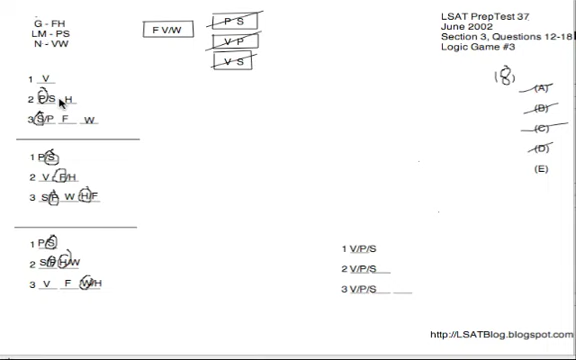 G - FH
LM - PS
N - VW
F V/W
P S
V P
V S
LSAT PrepTest 37
June 2002
Section 3, Questions 12-18
Logic Game #3
18
(A)
(B)
(C)
(D)
(E)
1 V
2 P/S H
3 S/P F W
1 P/S
2 V F/H
3 S/P W H/F
1 P/S
2 S/P H/W
3 V F W/H
1 V/P/S
2 V/P/S
3 V/P/S
http://LSATBlog.blogspot.com